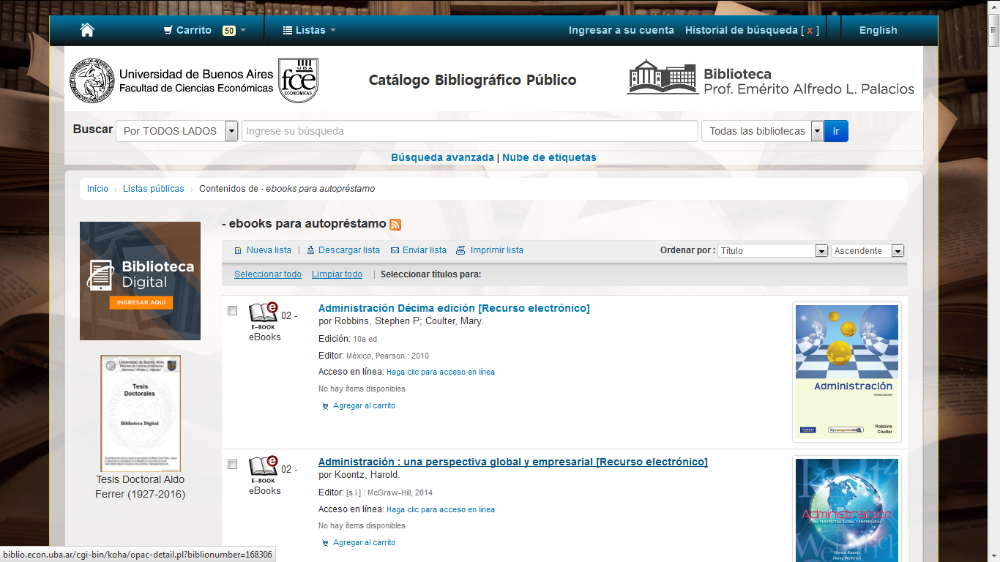 Carrito 50
Listas
Ingresar a su cuenta
Historial de búsqueda [ x ]
English
Universidad de Buenos Aires
Facultad de Ciencias Económicas
UBA
fce
ECONÓMICAS
Catálogo Bibliográfico Público
Biblioteca
Prof. Emérito Alfredo L. Palacios
Buscar
Por TODOS LADOS
Ingrese su búsqueda
Todas las bibliotecas
Ir
Búsqueda avanzada | Nube de etiquetas
Inicio › Listas públicas › Contenidos de - ebooks para autopréstamo
Biblioteca
Digital
INGRESAR AQUÍ
Universidad de Buenos Aires
Tesis
Doctorales
Biblioteca Digital
Tesis Doctoral Aldo
Ferrer (1927-2016)
- ebooks para autopréstamo
Nueva lista | Descargar lista Enviar lista Imprimir lista
Ordenar por : Título Ascendente
Seleccionar todo Limpiar todo | Seleccionar títulos para:
e
E-BOOK
02 -
eBooks
Administración Décima edición [Recurso electrónico]
por Robbins, Stephen P; Coulter, Mary.
Edición: 10a ed.
Editor: México, Pearson : 2010
Acceso en línea: Haga clic para acceso en línea
No hay ítems disponibles
Agregar al carrito
Administración
DÉCIMA EDICIÓN
PEARSON
Robbins
Coulter
e
E-BOOK
02 -
eBooks
Administración : una perspectiva global y empresarial [Recurso electrónico]
por Koontz, Harold.
Editor: [s.l.] : McGraw-Hill, 2014
Acceso en línea: Haga clic para acceso en línea
No hay ítems disponibles
Agregar al carrito
Administración
UNA PERSPECTIVA GLOBAL Y EMPRESARIAL
Harold Koontz
Heinz Weihrich
biblio.econ.uba.ar/cgi-bin/koha/opac-detail.pl?biblionumber=168306